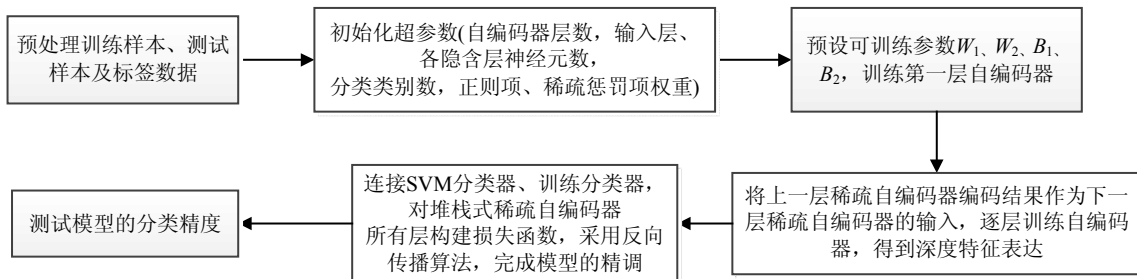 预处理训练样本、测试
样本及标签数据
初始化超参数(自编码器层数，输入层、
各隐含层神经元数，
分类类别数，正则项、稀疏惩罚项权重)
预设可训练参数W₁、W₂、B₁、
B₂，训练第一层自编码器
将上一层稀疏自编码器编码结果作为下一
层稀疏自编码器的输入，逐层训练自编码
器，得到深度特征表达
连接SVM分类器、训练分类器，
对堆栈式稀疏自编码器
所有层构建损失函数，采用反向
传播算法，完成模型的精调
测试模型的分类精度